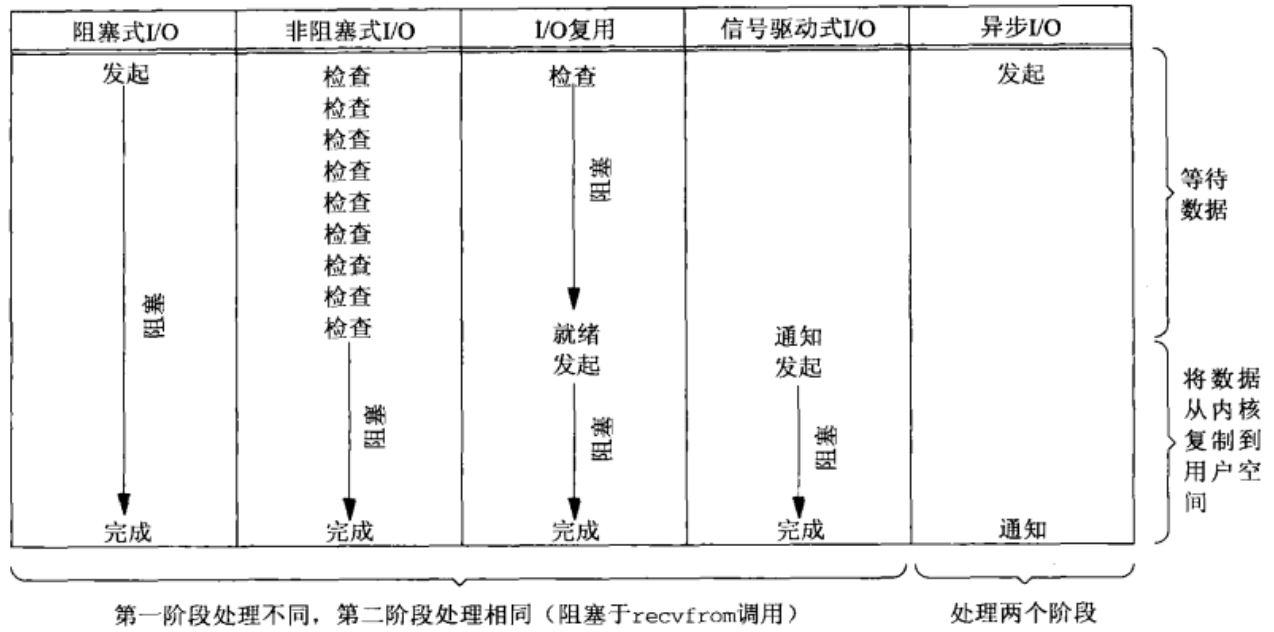 阻塞式I/O 非阻塞式I/O I/O复用 信号驱动式I/O 异步I/O
发起 检查 检查 发起
检查
检查
检查
检查
检查
检查
检查
检查
阻塞
阻塞
等待
数据
就绪 通知
发起 发起
阻塞
阻塞
阻塞
将数据
从内核
复制到
用户空
间
完成 完成 完成 完成 通知
第一阶段处理不同，第二阶段处理相同（阻塞于recvfrom调用） 处理两个阶段